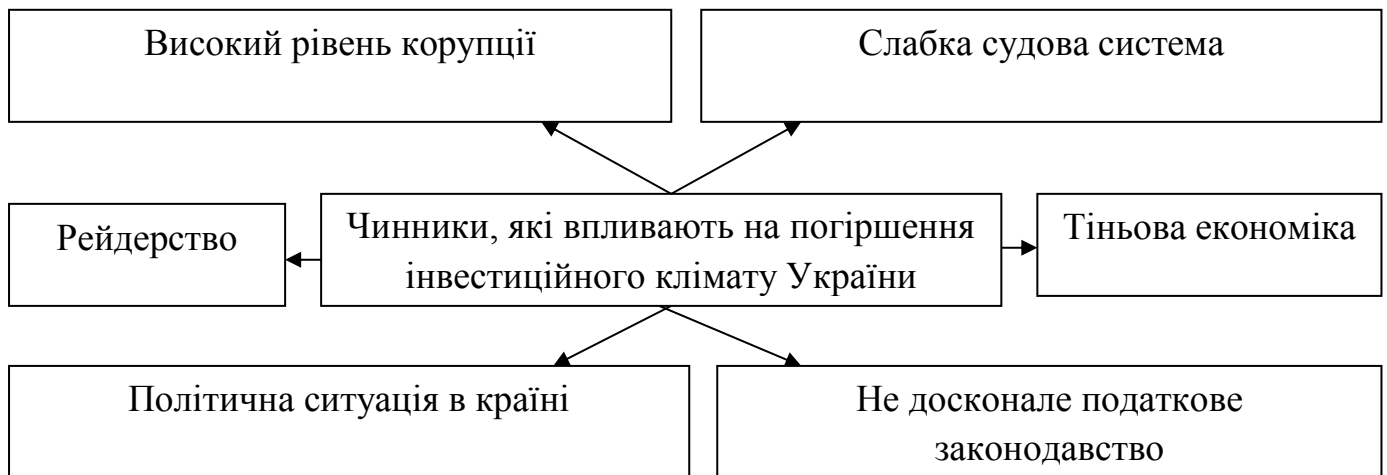 Високий рівень корупції
Слабка судова система
Рейдерство
Чинники, які впливають на погіршення
інвестиційного клімату України
Тіньова економіка
Політична ситуація в країні
Не досконале податкове
законодавство